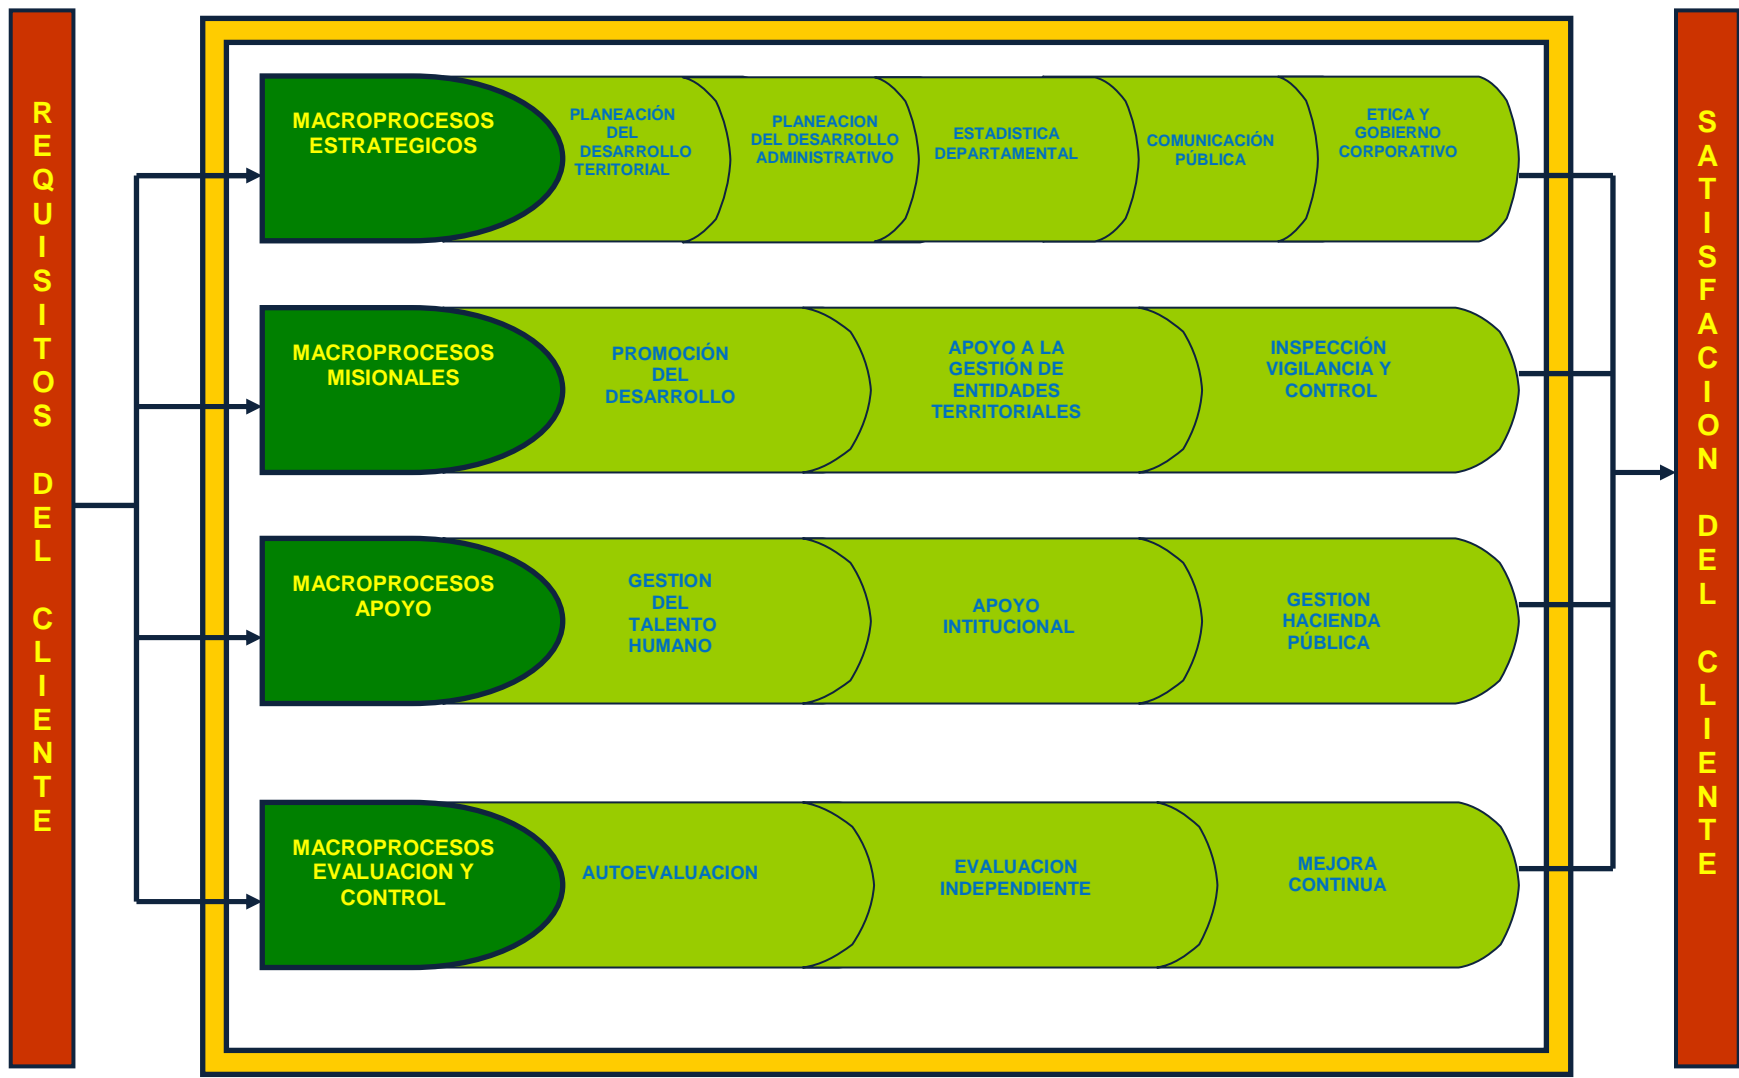 REQUISITOS DEL CLIENTE
MACROPROCESOS
ESTRATEGICOS
PLANEACIÓN
DEL
DESARROLLO
TERITORIAL
PLANEACION
DEL DESARROLLO
ADMINISTRATIVO
ESTADISTICA
DEPARTAMENTAL
COMUNICACIÓN
PÚBLICA
ETICA Y
GOBIERNO
CORPORATIVO
MACROPROCESOS
MISIONALES
PROMOCIÓN
DEL
DESARROLLO
APOYO A LA
GESTIÓN DE
ENTIDADES
TERRITORIALES
INSPECCIÓN
VIGILANCIA Y
CONTROL
MACROPROCESOS
APOYO
GESTION
DEL
TALENTO
HUMANO
APOYO
INTITUCIONAL
GESTION
HACIENDA
PÚBLICA
MACROPROCESOS
EVALUACION Y
CONTROL
AUTOEVALUACION
EVALUACION
INDEPENDIENTE
MEJORA
CONTINUA
SATISFACION DEL CLIENTE